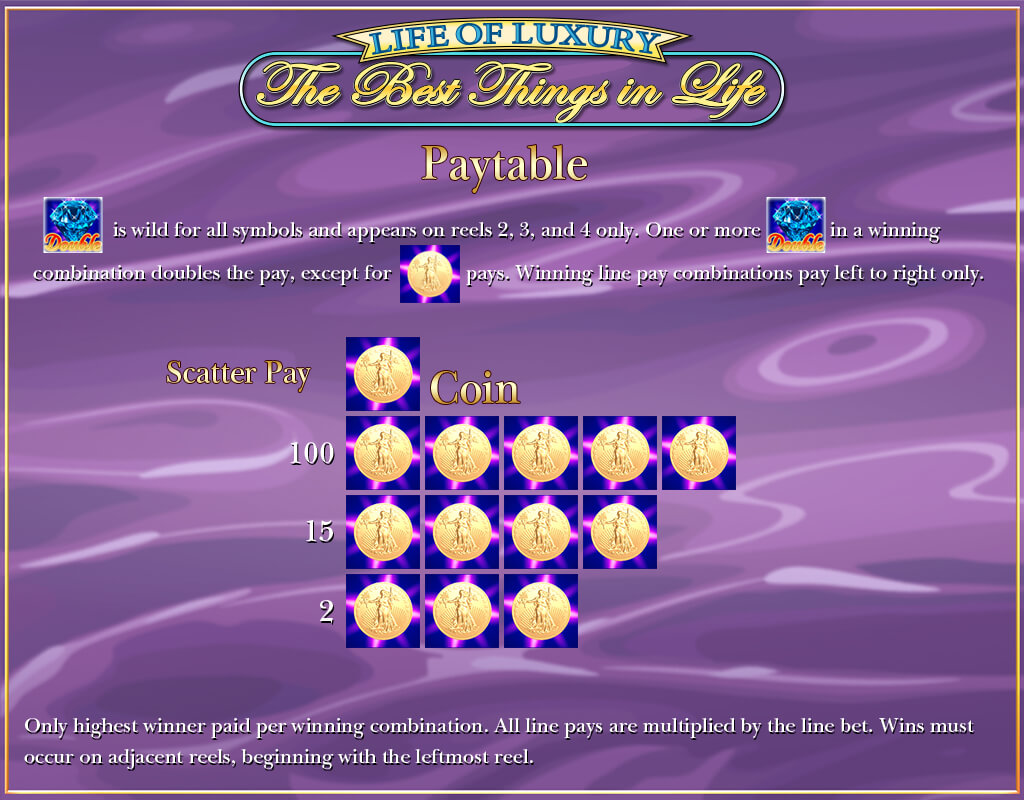 LIFE OF LUXURY
The Best Things in Life
Paytable
Double is wild for all symbols and appears on reels 2, 3, and 4 only. One or more Double in a winning
combination doubles the pay, except for pays. Winning line pay combinations pay left to right only.
Scatter Pay Coin
100
15
2
Only highest winner paid per winning combination. All line pays are multiplied by the line bet. Wins must
occur on adjacent reels, beginning with the leftmost reel.